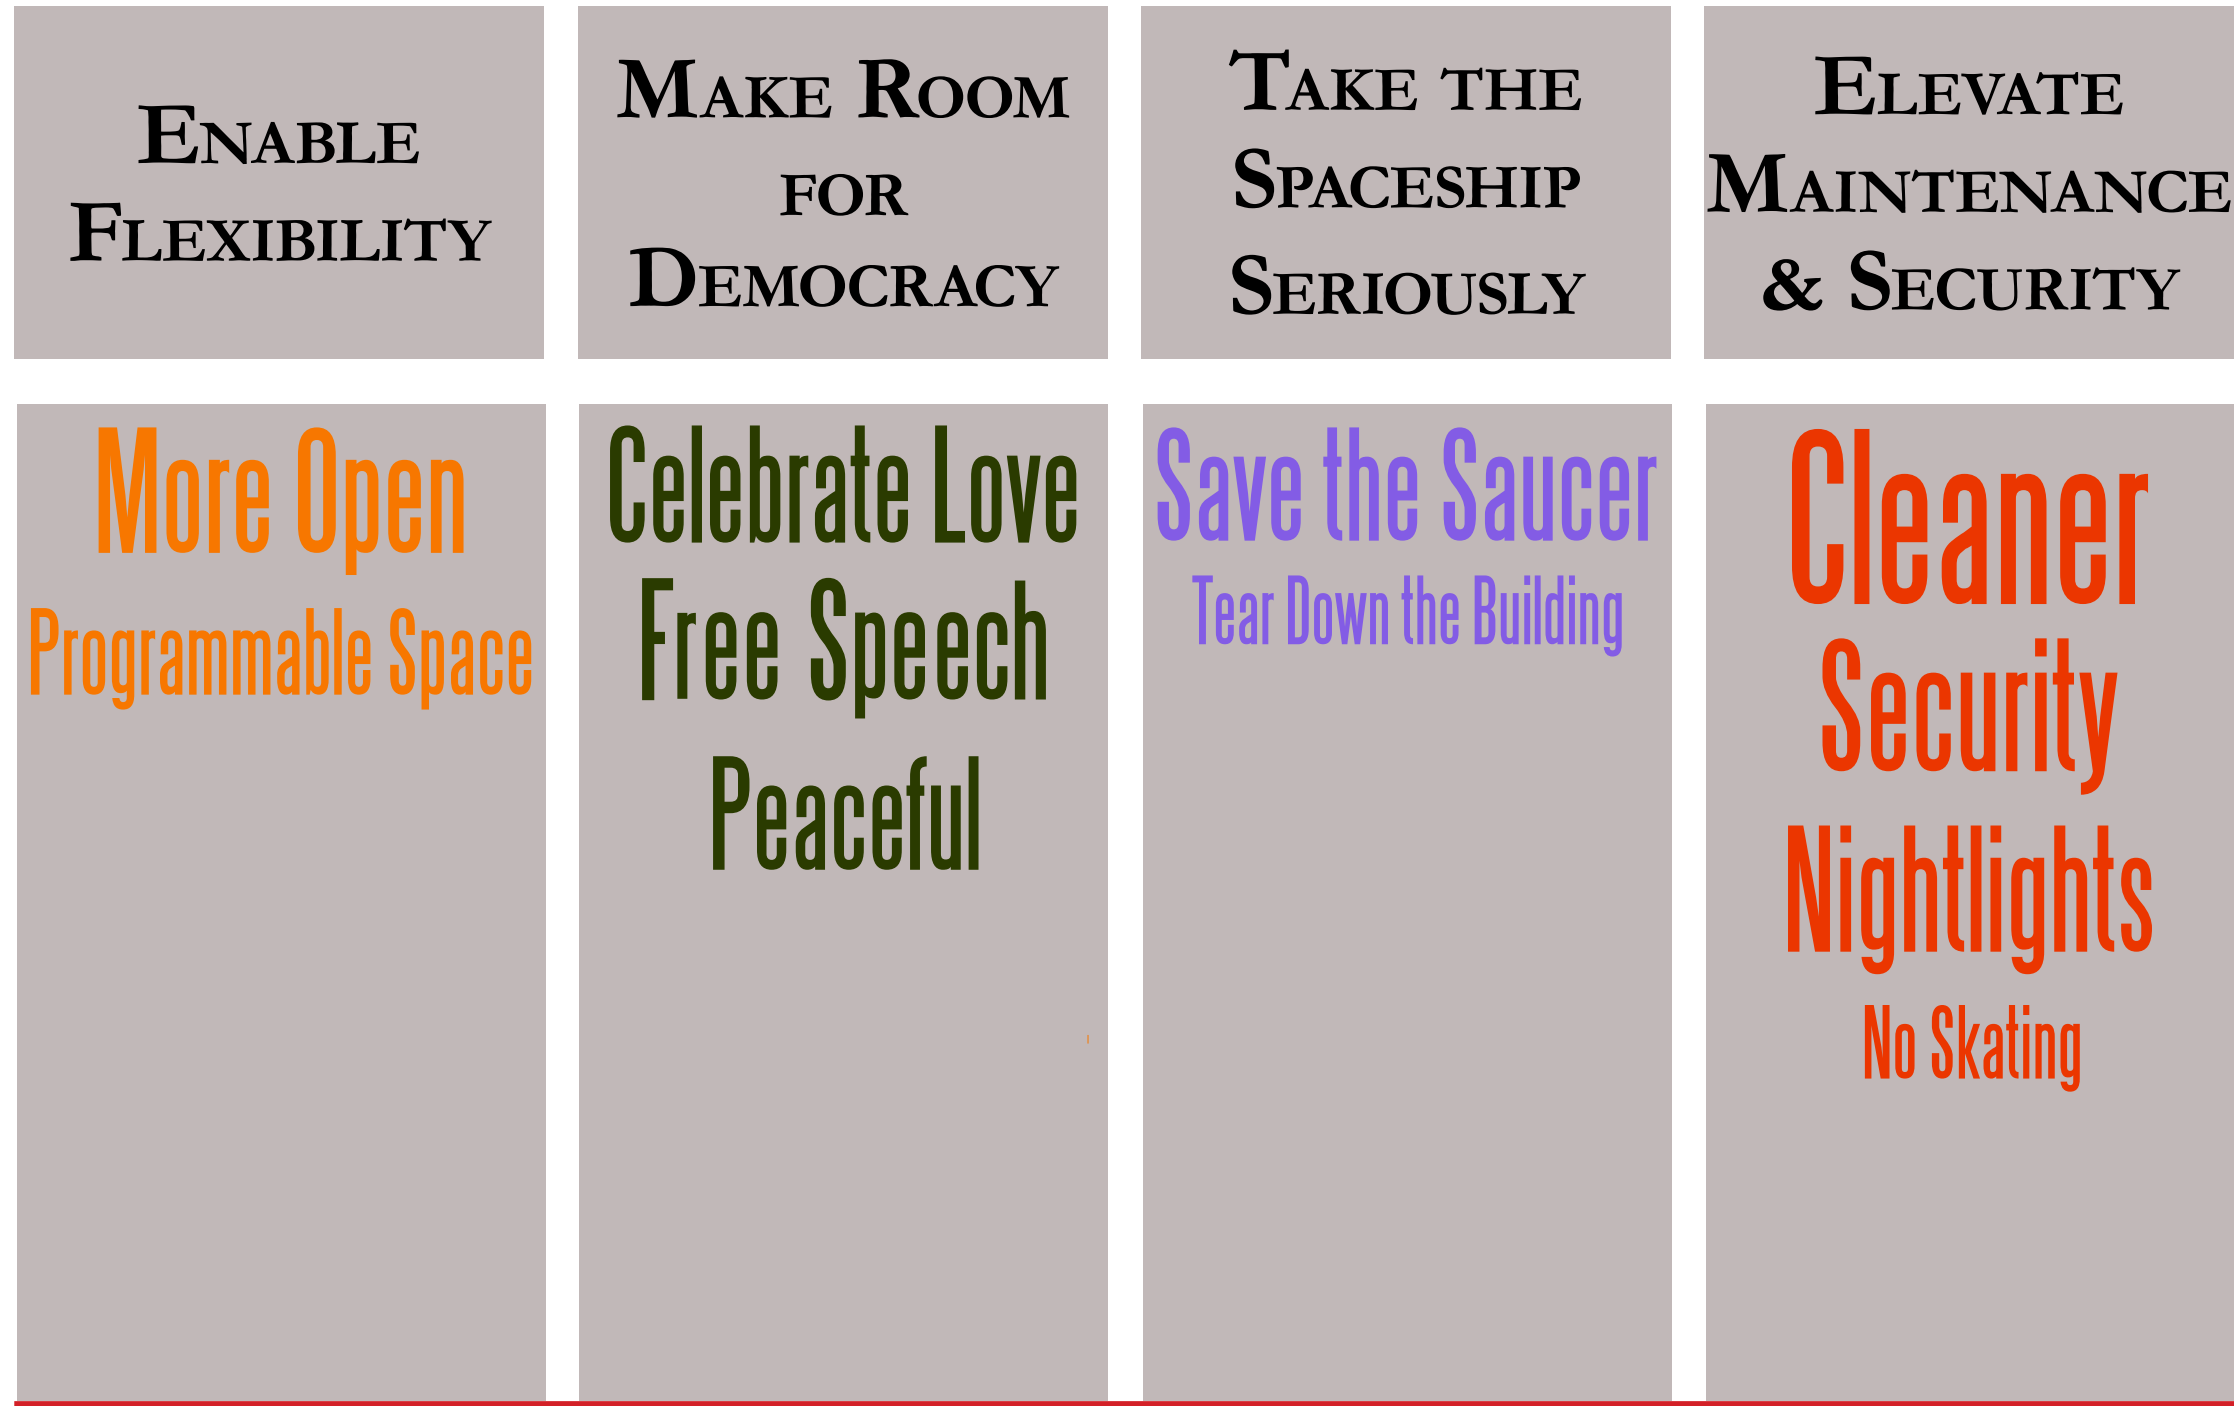 Enable
Flexibility
Make Room
for
Democracy
Take the
Spaceship
Seriously
Elevate
Maintenance
& Security
More Open
Programmable Space
Celebrate Love
Free Speech
Peaceful
Save the Saucer
Tear Down the Building
Cleaner
Security
Nightlights
No Skating